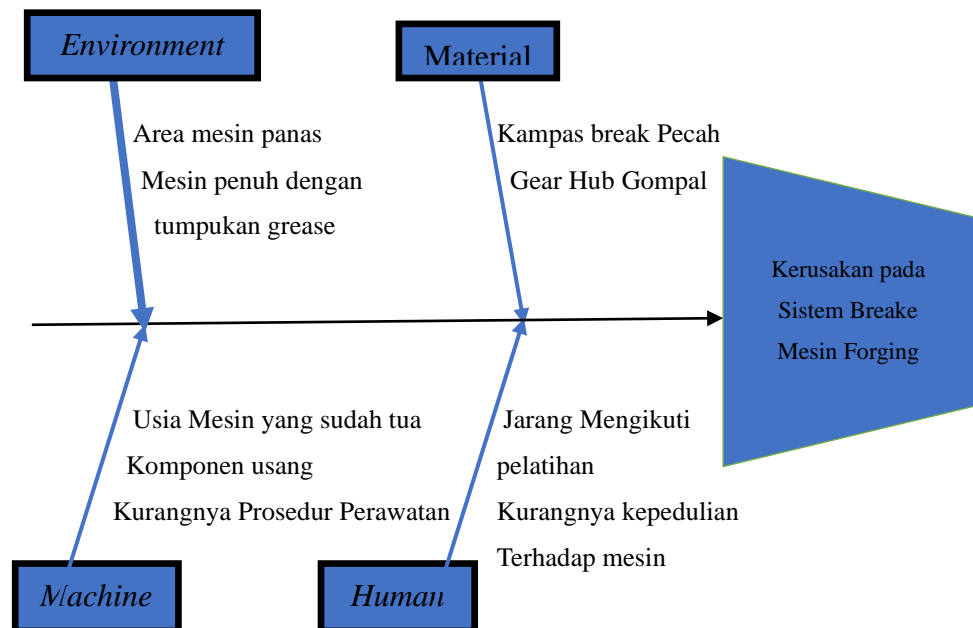 Environment
Material
Area mesin panas
Mesin penuh dengan
tumpukan grease
Kampas break Pecah
Gear Hub Gompal
Kerusakan pada
Sistem Breake
Mesin Forging
Usia Mesin yang sudah tua
Komponen usang
Kurangnya Prosedur Perawatan
Jarang Mengikuti
pelatihan
Kurangnya kepedulian
Terhadap mesin
Machine
Human